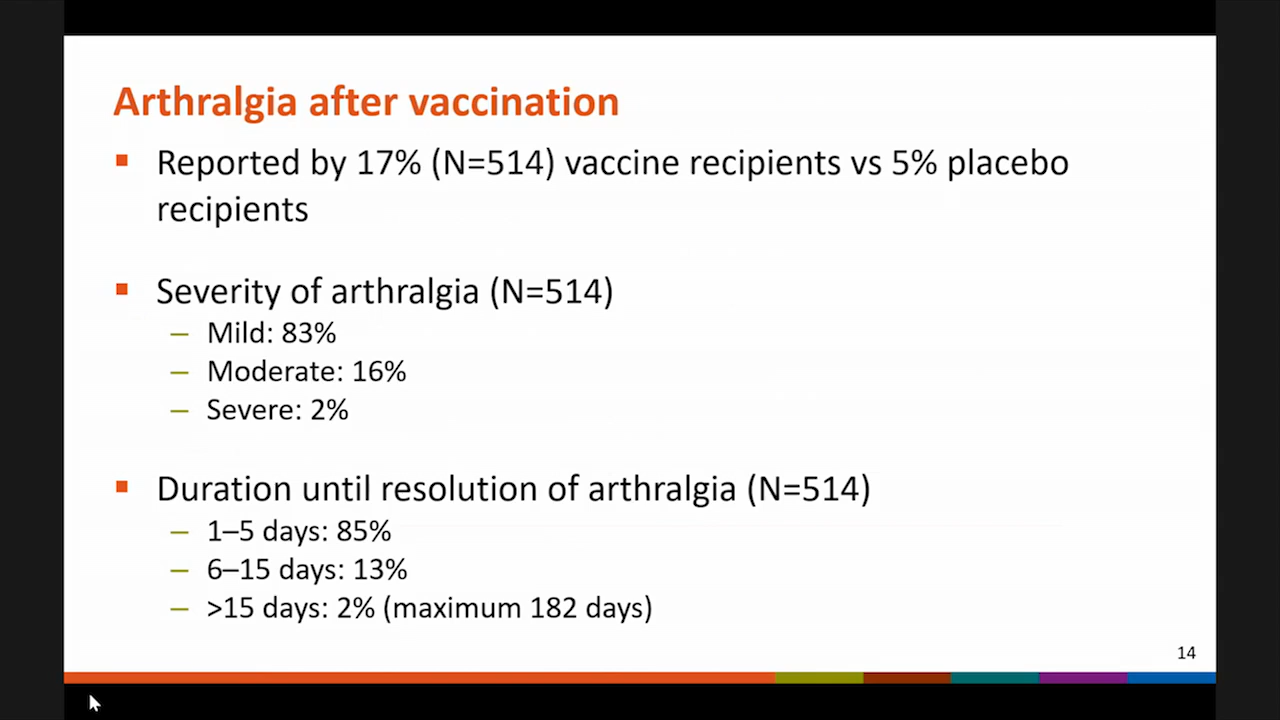 Arthralgia after vaccination
▪ Reported by 17% (N=514) vaccine recipients vs 5% placebo
recipients
▪ Severity of arthralgia (N=514)
– Mild: 83%
– Moderate: 16%
– Severe: 2%
▪ Duration until resolution of arthralgia (N=514)
– 1–5 days: 85%
– 6–15 days: 13%
– >15 days: 2% (maximum 182 days)
14